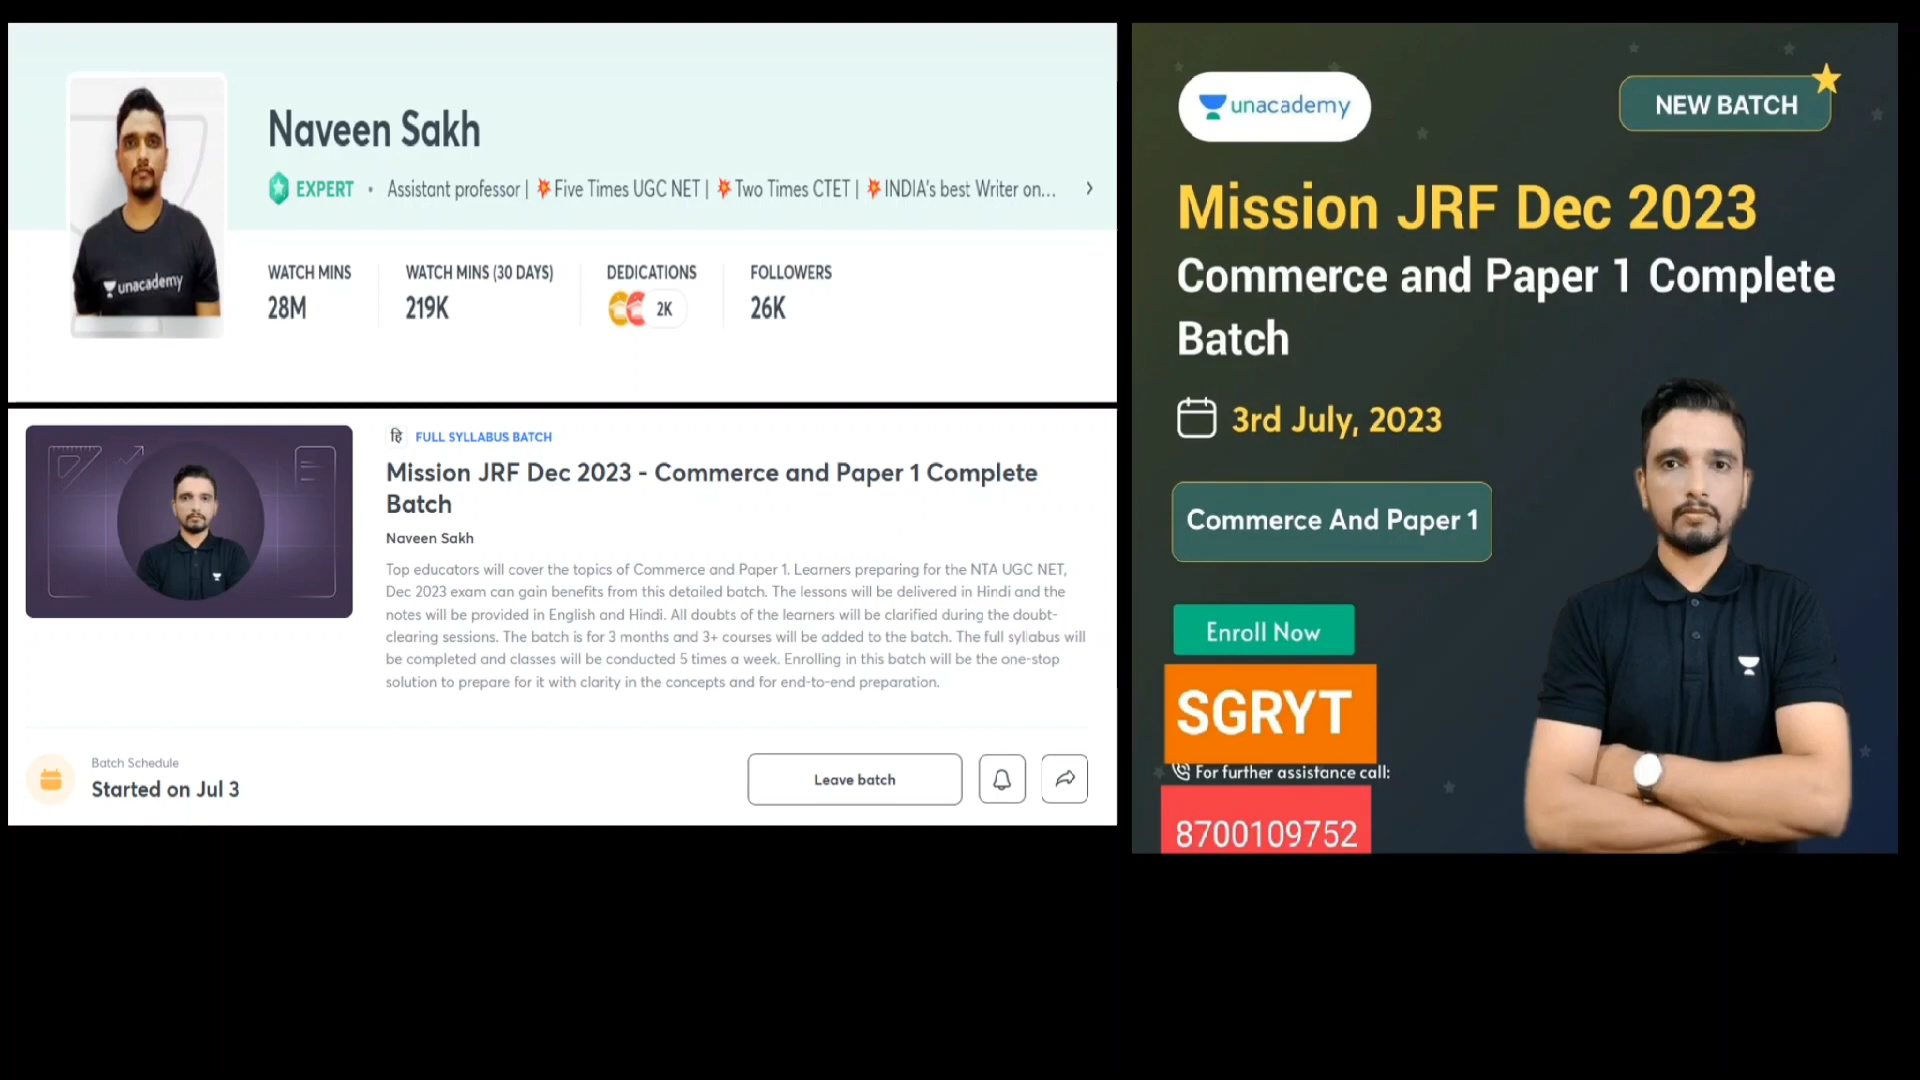 Naveen Sakh
EXPERT • Assistant professor | 💥Five Times UGC NET | 💥Two Times CTET | 💥INDIA's best Writer on...
WATCH MINS
28M
WATCH MINS (30 DAYS)
219K
DEDICATIONS
2K
FOLLOWERS
26K
unacademy
हि FULL SYLLABUS BATCH
Mission JRF Dec 2023 - Commerce and Paper 1 Complete
Batch
Naveen Sakh
Top educators will cover the topics of Commerce and Paper 1. Learners preparing for the NTA UGC NET,
Dec 2023 exam can gain benefits from this detailed batch. The lessons will be delivered in Hindi and the
notes will be provided in English and Hindi. All doubts of the learners will be clarified during the doubt-
clearing sessions. The batch is for 3 months and 3+ courses will be added to the batch. The full syllabus will
be completed and classes will be conducted 5 times a week. Enrolling in this batch will be the one-stop
solution to prepare for it with clarity in the concepts and for end-to-end preparation.
Batch Schedule
Started on Jul 3
Leave batch
unacademy
NEW BATCH
Mission JRF Dec 2023
Commerce and Paper 1 Complete
Batch
3rd July, 2023
Commerce And Paper 1
Enroll Now
SGRYT
For further assistance call:
8700109752